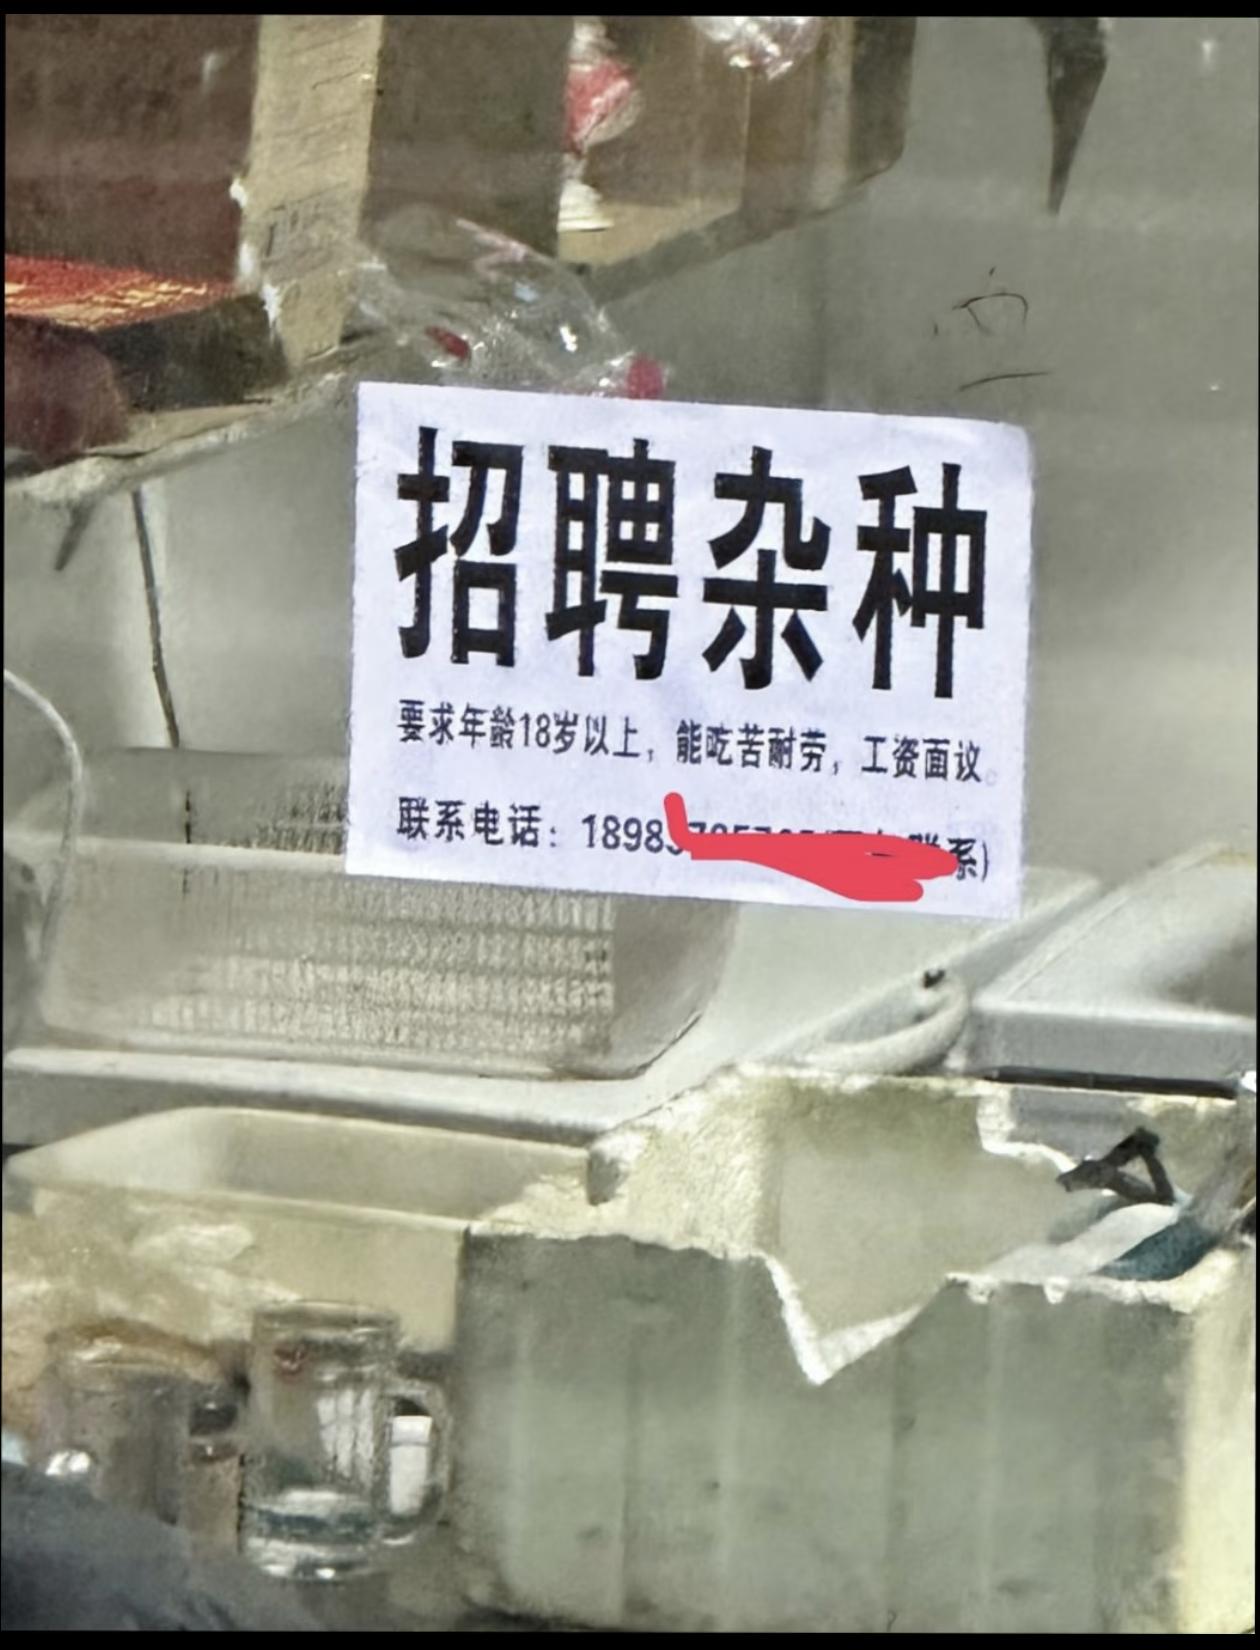 招聘杂种
要求年龄18岁以上，能吃苦耐劳，工资面议。
联系电话：1898 系）